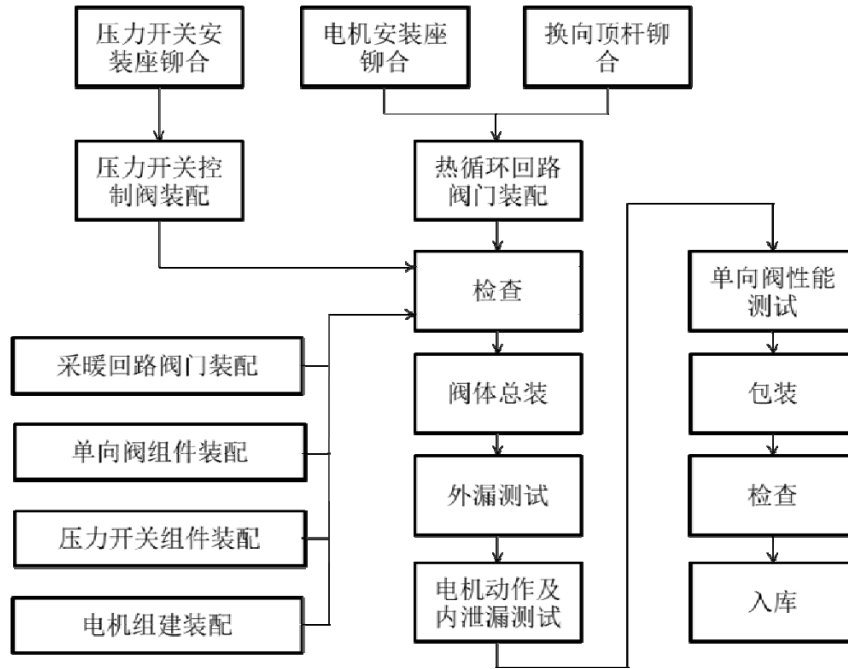 压力开关安
装座铆合
电机安装座
铆合
换向顶杆铆
合
压力开关控
制阀装配
热循环回路
阀门装配
检查
单向阀性能
测试
采暖回路阀门装配
阀体总装
包装
单向阀组件装配
外漏测试
检查
压力开关组件装配
电机动作及
内泄漏测试
入库
电机组建装配